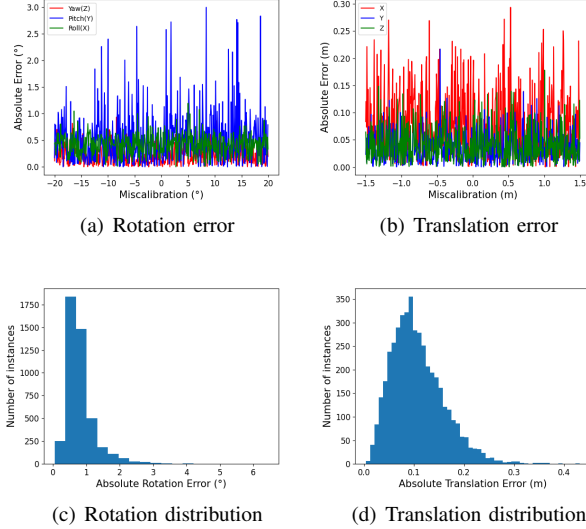 Yaw(Z)
Pitch(Y)
Roll(X)
Absolute Error (°)
3.0
2.5
2.0
1.5
1.0
0.5
0.0
−20 −15 −10 −5 0 5 10 15 20
Miscalibration (°)
(a) Rotation error
X
Y
Z
Absolute Error (m)
0.30
0.25
0.20
0.15
0.10
0.05
0.00
−1.5 −1.0 −0.5 0.0 0.5 1.0 1.5
Miscalibration (m)
(b) Translation error
Number of instances
1750
1500
1250
1000
750
500
250
0
0 1 2 3 4 5 6
Absolute Rotation Error (°)
(c) Rotation distribution
Number of instances
350
300
250
200
150
100
50
0
0.0 0.1 0.2 0.3 0.4
Absolute Translation Error (m)
(d) Translation distribution